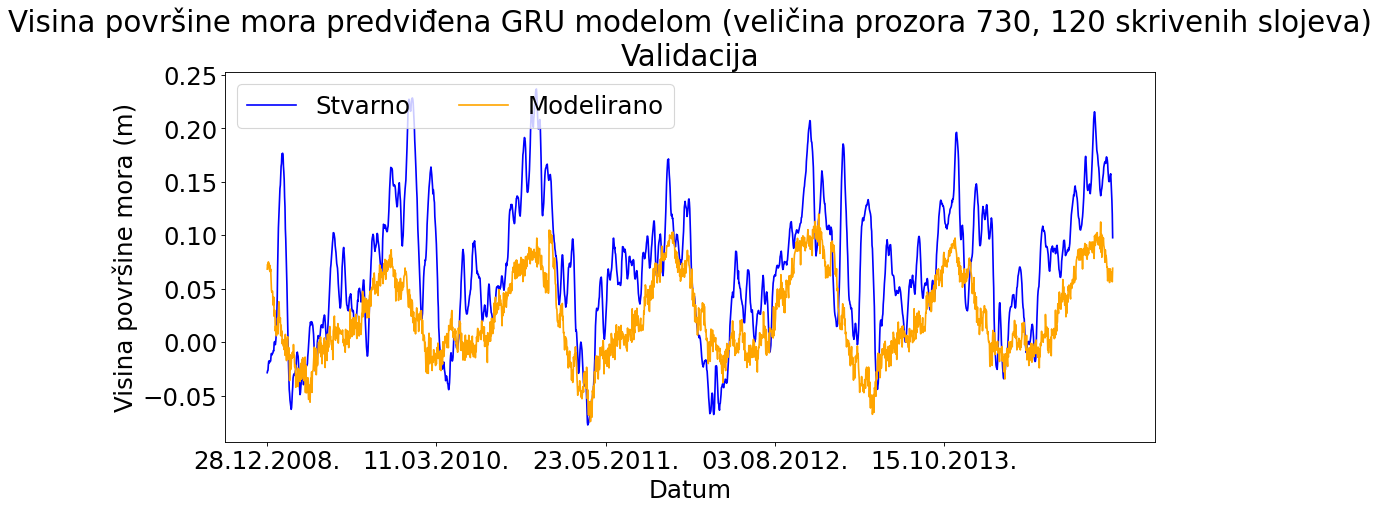 Visina površine mora predviđena GRU modelom (veličina prozora 730, 120 skrivenih slojeva)
Validacija
Stvarno Modelirano
Visina površine mora (m)
0.25
0.20
0.15
0.10
0.05
0.00
−0.05
28.12.2008. 11.03.2010. 23.05.2011. 03.08.2012. 15.10.2013.
Datum